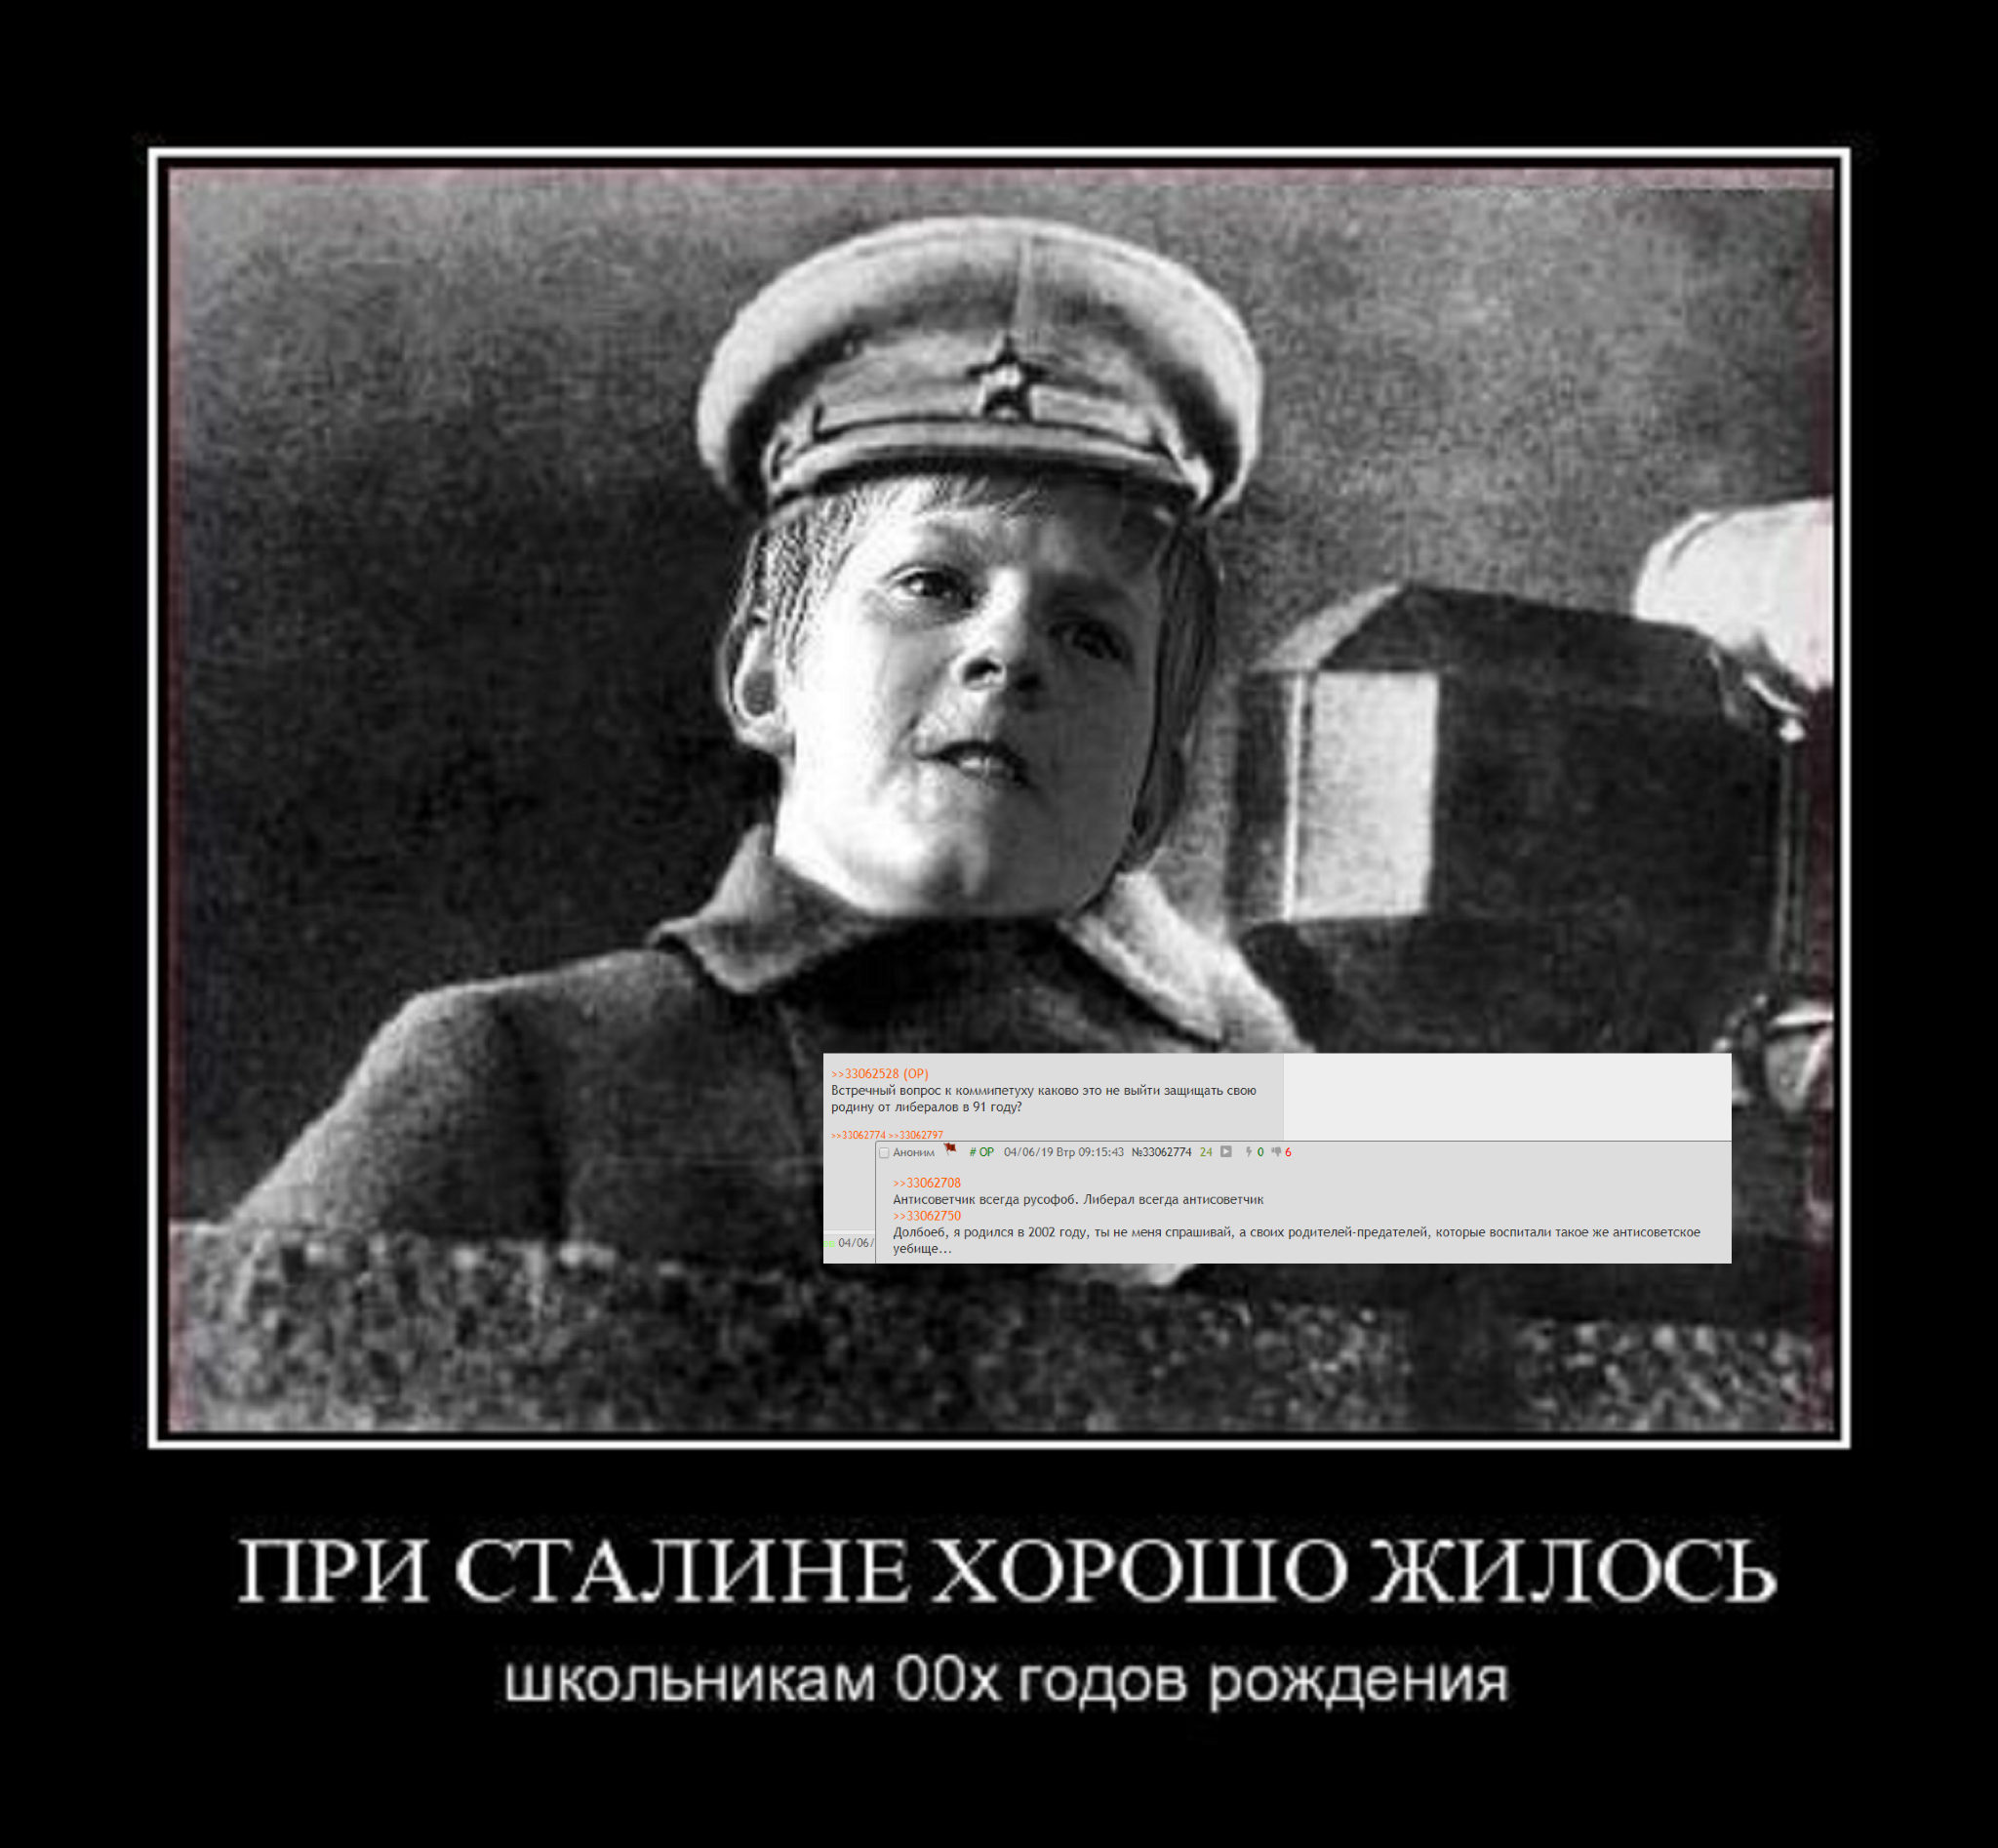 >>33062528 (OP)
Встречный вопрос к коммипетуху каково это не выйти защищать свою
родину от либералов в 91 году?
>>33062774 >>33062797
Аноним # OP 04/06/19 Втр 09:15:43 №33062774 24 0 6
>>33062708
Антисоветчик всегда русофоб. Либерал всегда антисоветчик
>>33062750
Долбоеб, я родился в 2002 году, ты не меня спрашивай, а своих родителей-предателей, которые воспитали такое же антисоветское
04/06/
уебище...
ПРИ СТАЛИНЕ ХОРОШО ЖИЛОСЬ
школьникам 00х годов рождения